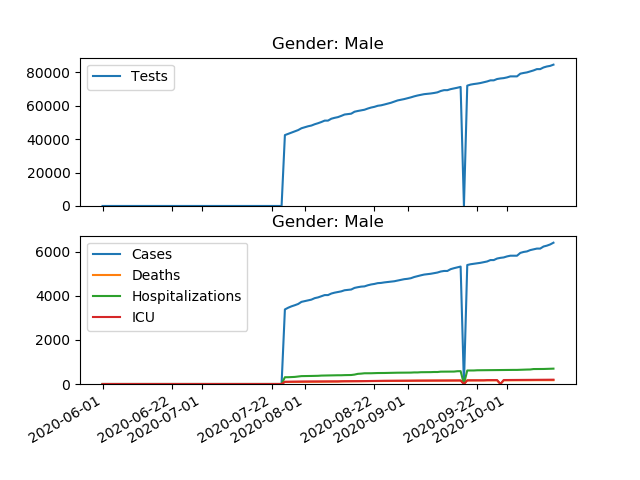 Gender: Male
80000
60000
40000
20000
0
Tests
Gender: Male
6000
4000
2000
0
Cases
Deaths
Hospitalizations
ICU
2020-06-01
2020-06-22
2020-07-01
2020-07-22
2020-08-01
2020-08-22
2020-09-01
2020-09-22
2020-10-01